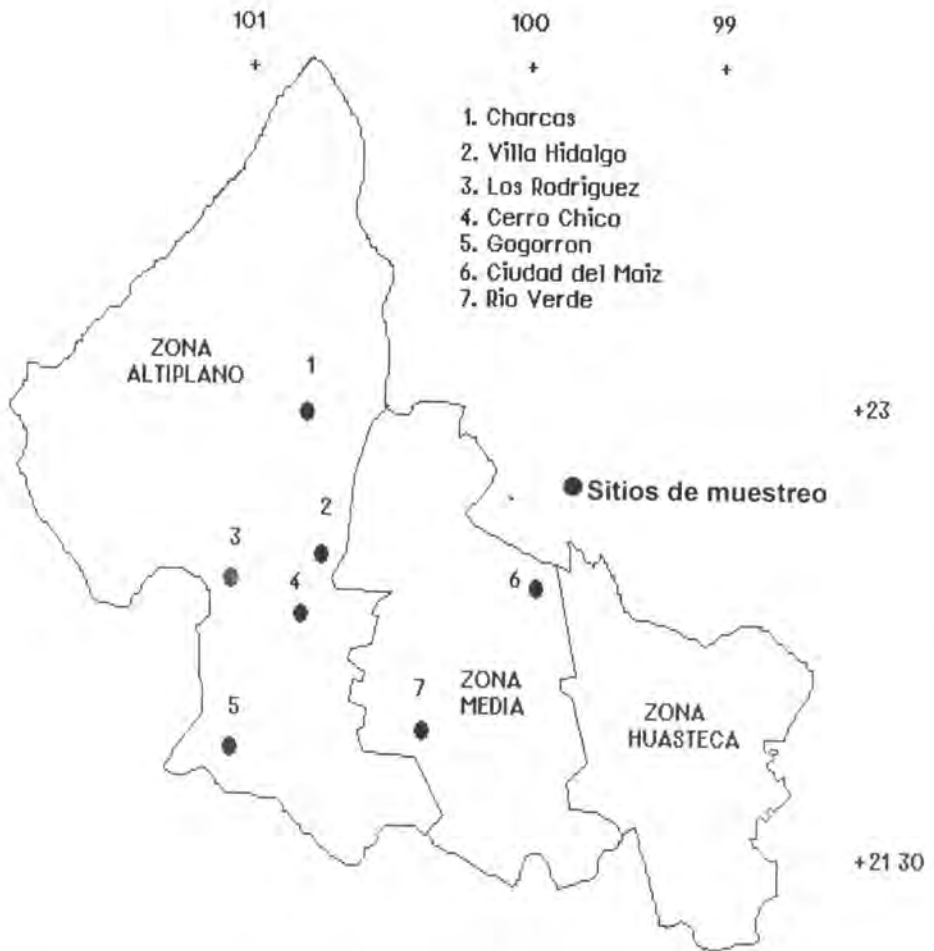 101 100 99
+ + +
1. Charcas
2. Villa Hidalgo
3. Los Rodriguez
4. Cerro Chico
5. Gogorron
6. Ciudad del Maiz
7. Rio Verde
ZONA
ALTIPLANO
1
+23
Sitios de muestreo
2
3
4
6
5
7
ZONA
MEDIA
ZONA
HUASTECA
+21 30